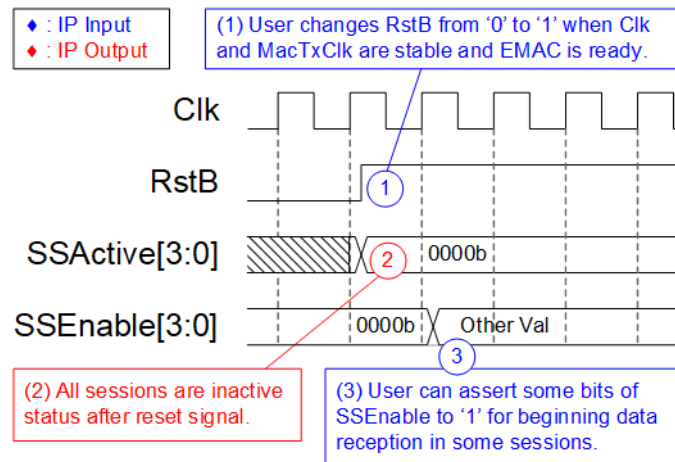 ♦ : IP Input
♦ : IP Output
(1) User changes RstB from ‘0’ to ‘1’ when Clk
and MacTxClk are stable and EMAC is ready.
Clk
RstB
1
SSActive[3:0]
2
0000b
SSEnable[3:0]
0000b
Other Val
3
(2) All sessions are inactive
status after reset signal.
(3) User can assert some bits of
SSEnable to ‘1’ for beginning data
reception in some sessions.